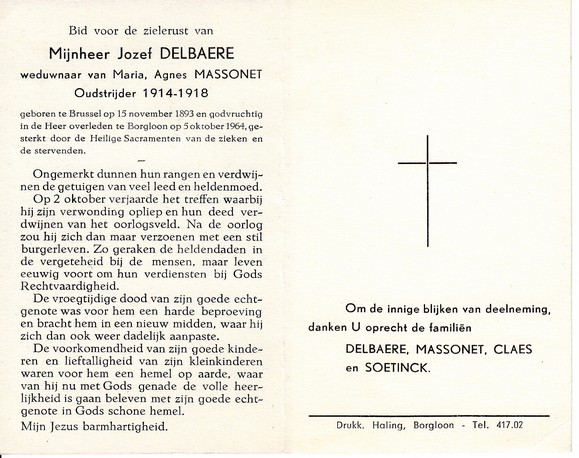 Bid voor de zielerust van
Mijnheer Jozef DELBAERE
weduwnaar van Maria, Agnes MASSONET
Oudstrijder 1914-1918
geboren te Brussel op 15 november 1893 en godvruchtig
in de Heer overleden te Borgloon op 5 oktober 1964, ge-
sterkt door de Heilige Sacramenten van de zieken en
de stervenden.
Ongemerkt dunnen hun rangen en verdwij-
nen de getuigen van veel leed en heldenmoed.
Op 2 oktober verjaarde het treffen waarbij
hij zijn verwonding opliep en hun deed ver-
dwijnen van het oorlogsveld. Na de oorlog
zou hij zich dan maar verzoenen met een stil
burgerleven. Zo geraken de heldendaden in
de vergeteheid bij de mensen, maar leven
eeuwig voort om hun verdiensten bij Gods
Rechtvaardigheid.
De vroegtijdige dood van zijn goede echt-
genote was voor hem een harde beproeving
en bracht hem in een nieuw midden, waar hij
zich dan ook weer dadelijk aanpaste.
De voorkomendheid van zijn goede kinde-
ren en lieftalligheid van zijn kleinkinderen
waren voor hem een hemel op aarde, waar
van hij nu met Gods genade de volle heer-
lijkheid is gaan beleven met zijn goede echt-
genote in Gods schone hemel.
Mijn Jezus barmhartigheid.
Om de innige blijken van deelneming,
danken U oprecht de familiën
DELBAERE, MASSONET, CLAES
en SOETINCK.
Drukk. Haling, Borgloon - Tel. 417.02